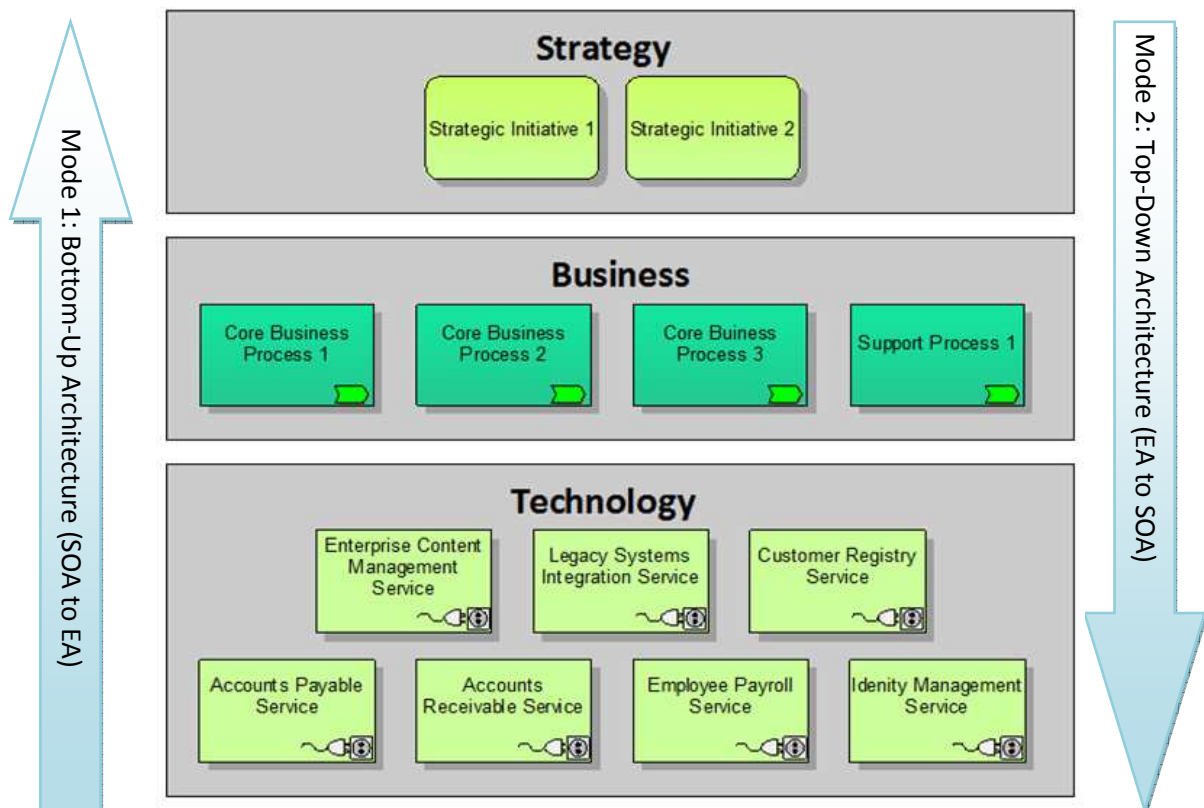 Mode 1: Bottom-Up Architecture (SOA to EA)
Strategy
Strategic Initiative 1
Strategic Initiative 2
Business
Core Business
Process 1
Core Business
Process 2
Core Buiness
Process 3
Support Process 1
Technology
Enterprise Content
Management
Service
Legacy Systems
Integration Service
Customer Registry
Service
Accounts Payable
Service
Accounts
Receivable Service
Employee Payroll
Service
Idenity Management
Service
Mode 2: Top-Down Architecture (EA to SOA)